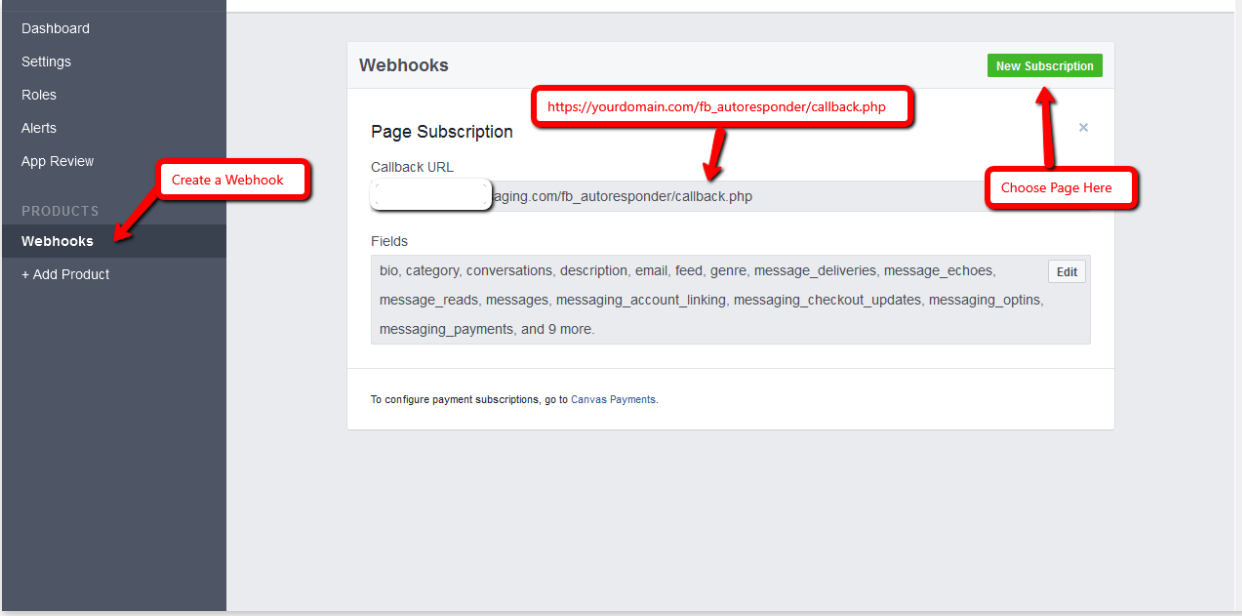 Dashboard
Settings
Roles
Alerts
App Review
PRODUCTS
Webhooks
+ Add Product
Create a Webhook
Webhooks
New Subscription
https://yourdomain.com/fb_autoresponder/callback.php
Page Subscription
×
Callback URL
aging.com/fb_autoresponder/callback.php
Choose Page Here
Fields
bio, category, conversations, description, email, feed, genre, message_deliveries, message_echoes,
message_reads, messages, messaging_account_linking, messaging_checkout_updates, messaging_optins,
messaging_payments, and 9 more.
Edit
To configure payment subscriptions, go to Canvas Payments.